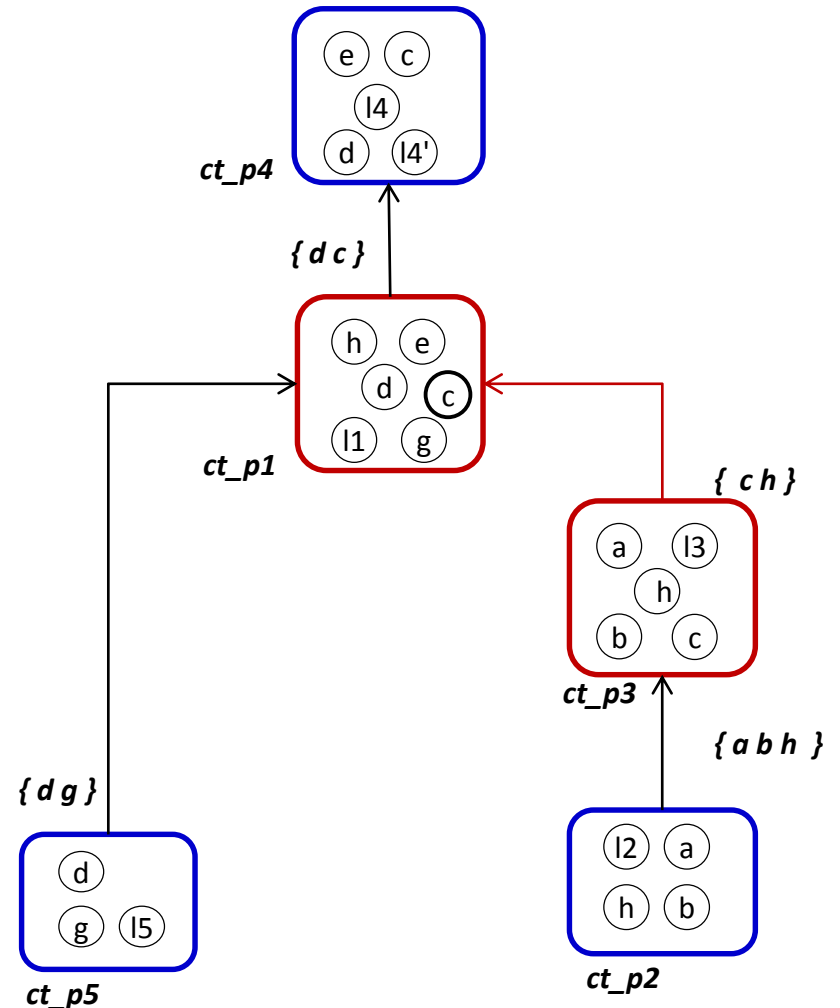 e c
l4
d l4'
ct_p4
{ d c }
h e
d c
l1 g
ct_p1
{ c h }
a l3
h
b c
ct_p3
{ a b h }
{ d g }
l2 a
h b
ct_p2
d
g l5
ct_p5